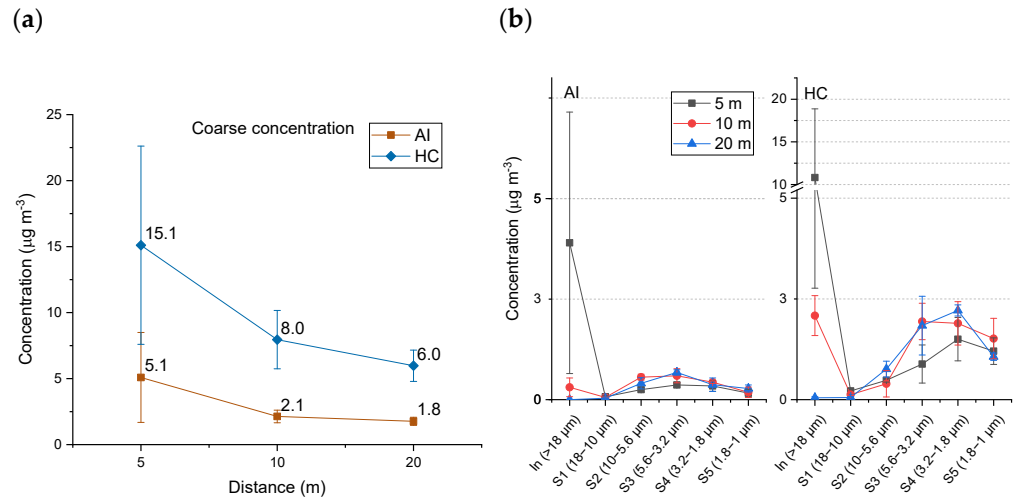 (a)
(b)
Coarse concentration
AI
HC
25
20
15
10
5
0
15.1
8.0
6.0
5.1
2.1
1.8
5
10
20
Distance (m)
Concentration (μg m⁻³)
AI
5 m
10 m
20 m
5
3
0
Concentration (μg m⁻³)
In (>18 μm)
S1 (18−10 μm)
S2 (10−5.6 μm)
S3 (5.6−3.2 μm)
S4 (3.2−1.8 μm)
S5 (1.8−1 μm)
HC
20
15
10
5
3
0
In (>18 μm)
S1 (18−10 μm)
S2 (10−5.6 μm)
S3 (5.6−3.2 μm)
S4 (3.2−1.8 μm)
S5 (1.8−1 μm)